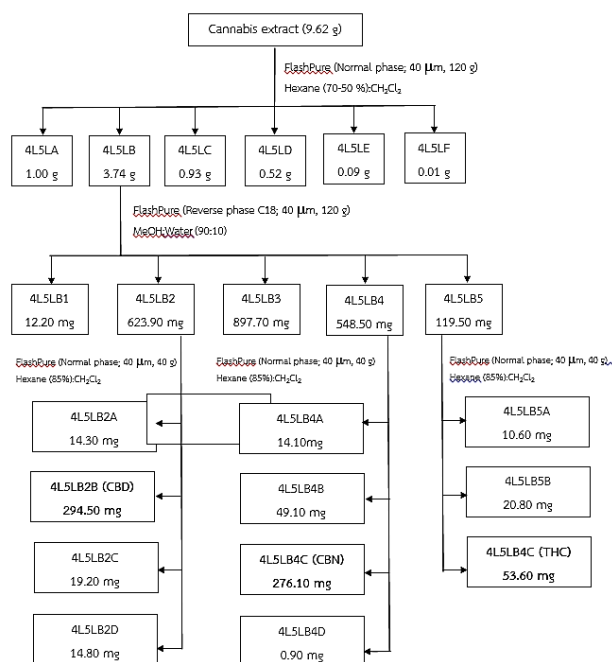 Cannabis extract (9.62 g)
FlashPure (Normal phase; 40 µm, 120 g)
Hexane (70-50 %):CH₂Cl₂
4L5LA
1.00 g
4L5LB
3.74 g
4L5LC
0.93 g
4L5LD
0.52 g
4L5LE
0.09 g
4L5LF
0.01 g
FlashPure (Reverse phase C18; 40 µm, 120 g)
MeOH:Water (90:10)
4L5LB1
12.20 mg
4L5LB2
623.90 mg
4L5LB3
897.70 mg
4L5LB4
548.50 mg
4L5LB5
119.50 mg
FlashPure (Normal phase; 40 µm, 40 g)
Hexane (85%):CH₂Cl₂
FlashPure (Normal phase; 40 µm, 40 g)
Hexane (85%):CH₂Cl₂
FlashPure (Normal phase; 40 µm, 40 g)
Hexane (85%):CH₂Cl₂
4L5LB2A
14.30 mg
4L5LB2B (CBD)
294.50 mg
4L5LB2C
19.20 mg
4L5LB2D
14.80 mg
4L5LB4A
14.10mg
4L5LB4B
49.10 mg
4L5LB4C (CBN)
276.10 mg
4L5LB4D
0.90 mg
4L5LB5A
10.60 mg
4L5LB5B
20.80 mg
4L5LB4C (THC)
53.60 mg